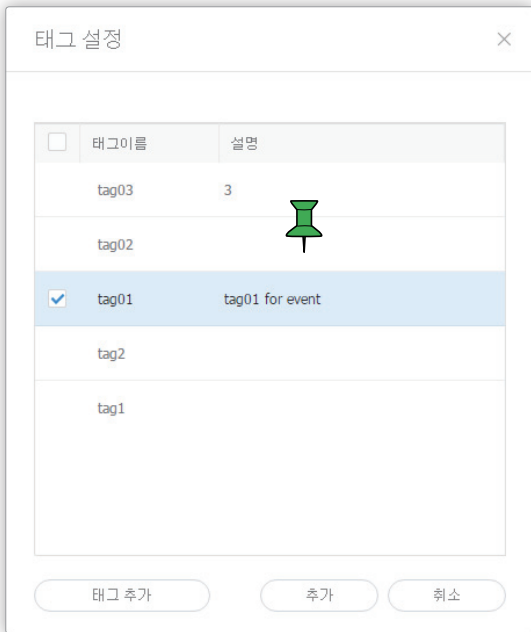 태그 설정
태그이름 설명
tag03 3
tag02
tag01 tag01 for event
tag2
tag1
태그 추가 추가 취소